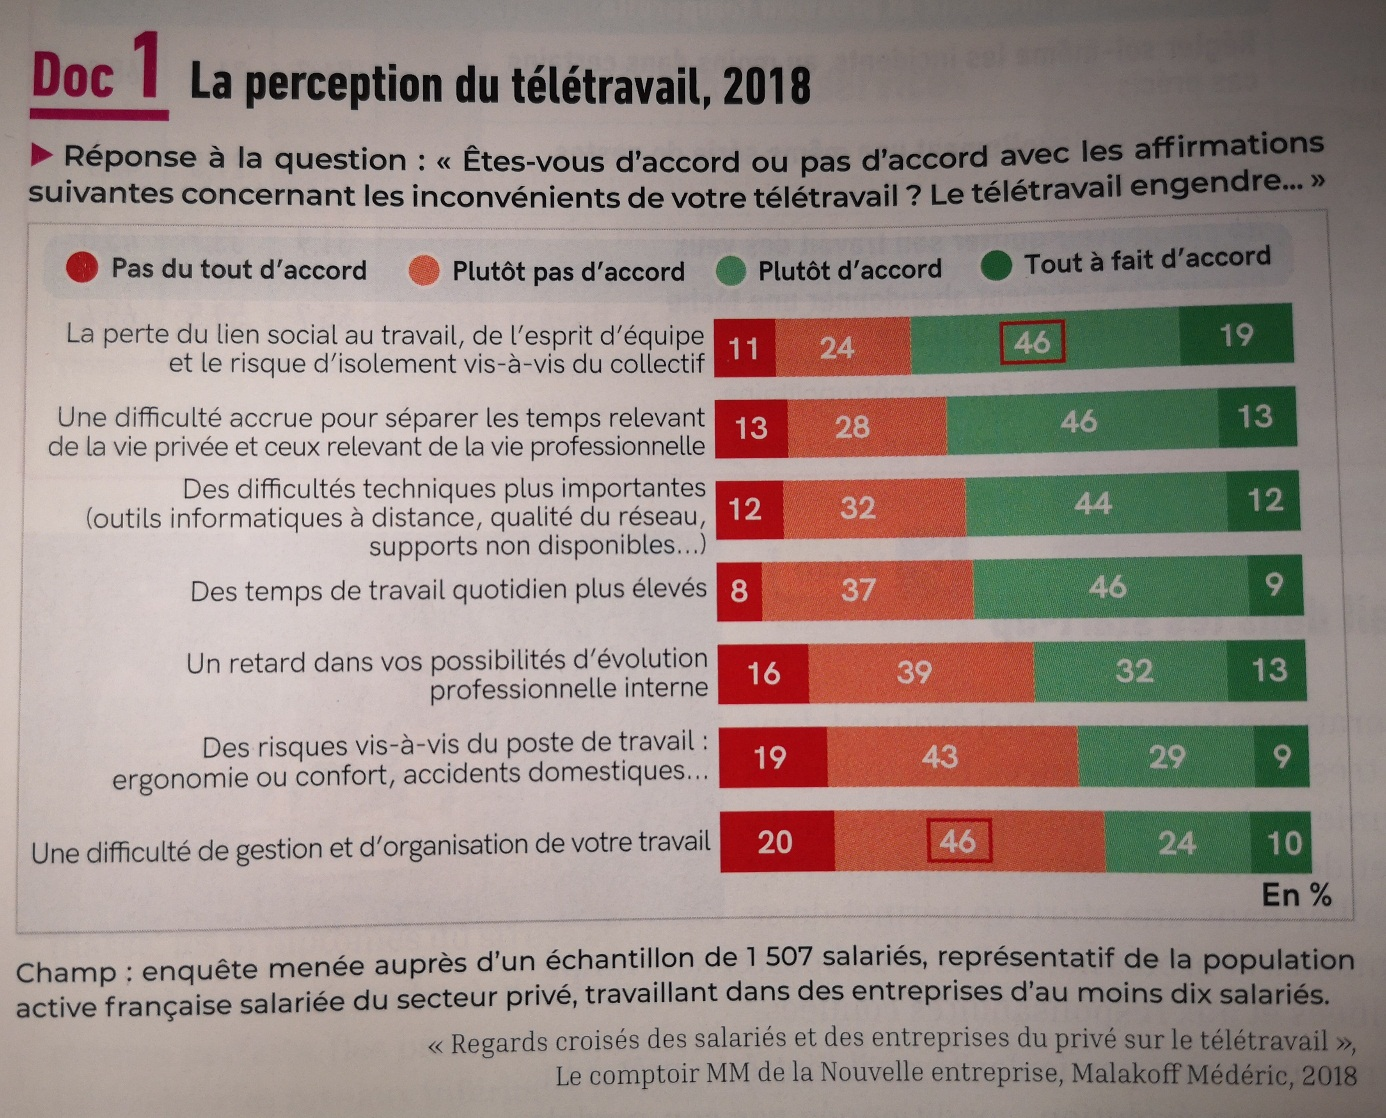 Doc 1 La perception du télétravail, 2018
▶ Réponse à la question : « Êtes-vous d'accord ou pas d'accord avec les affirmations
suivantes concernant les inconvénients de votre télétravail ? Le télétravail engendre... »
Pas du tout d'accord Plutôt pas d'accord Plutôt d'accord Tout à fait d'accord
La perte du lien social au travail, de l'esprit d'équipe
et le risque d'isolement vis-à-vis du collectif
11 24 46 19
Une difficulté accrue pour séparer les temps relevant
de la vie privée et ceux relevant de la vie professionnelle
13 28 46 13
Des difficultés techniques plus importantes
(outils informatiques à distance, qualité du réseau,
supports non disponibles...)
12 32 44 12
Des temps de travail quotidien plus élevés
8 37 46 9
Un retard dans vos possibilités d'évolution
professionnelle interne
16 39 32 13
Des risques vis-à-vis du poste de travail :
ergonomie ou confort, accidents domestiques...
19 43 29 9
Une difficulté de gestion et d'organisation de votre travail
20 46 24 10
En %
Champ : enquête menée auprès d'un échantillon de 1 507 salariés, représentatif de la population
active française salariée du secteur privé, travaillant dans des entreprises d'au moins dix salariés.
« Regards croisés des salariés et des entreprises du privé sur le télétravail »,
Le comptoir MM de la Nouvelle entreprise, Malakoff Médéric, 2018